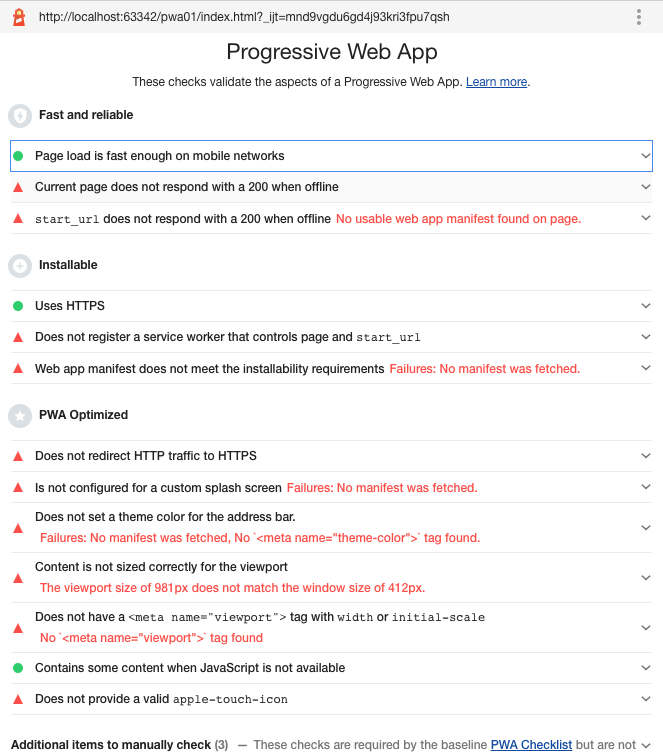 http://localhost:63342/pwa01/index.html?_ijt=mnd9vgdu6gd4j93kri3fpu7qsh
Progressive Web App
These checks validate the aspects of a Progressive Web App. Learn more.
Fast and reliable
Page load is fast enough on mobile networks
Current page does not respond with a 200 when offline
start_url does not respond with a 200 when offline No usable web app manifest found on page.
Installable
Uses HTTPS
Does not register a service worker that controls page and start_url
Web app manifest does not meet the installability requirements Failures: No manifest was fetched.
PWA Optimized
Does not redirect HTTP traffic to HTTPS
Is not configured for a custom splash screen Failures: No manifest was fetched.
Does not set a theme color for the address bar.
Failures: No manifest was fetched, No `<meta name="theme-color">` tag found.
Content is not sized correctly for the viewport
The viewport size of 981px does not match the window size of 412px.
Does not have a <meta name="viewport"> tag with width or initial-scale
No `<meta name="viewport">` tag found
Contains some content when JavaScript is not available
Does not provide a valid apple-touch-icon
Additional items to manually check (3) — These checks are required by the baseline PWA Checklist but are not